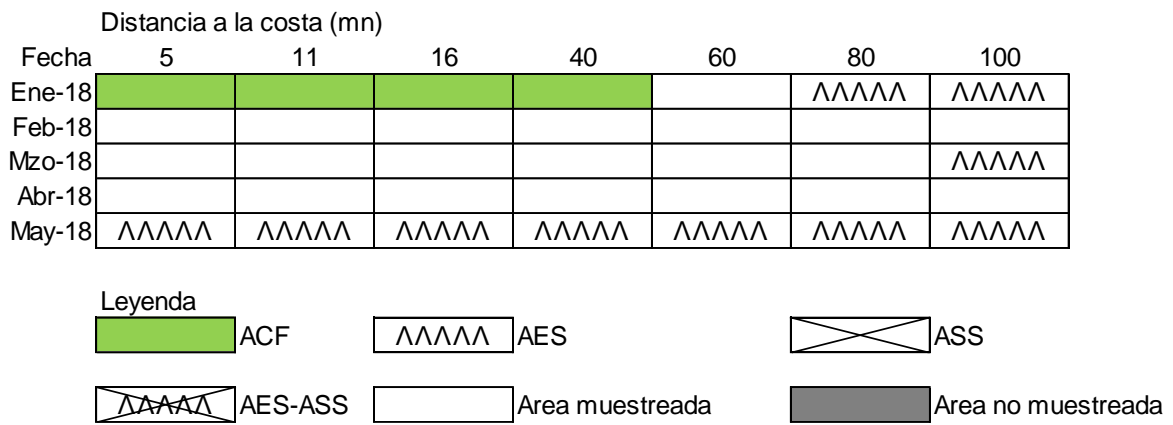 Distancia a la costa (mn)
Fecha 5 11 16 40 60 80 100
Ene-18 ΛΛΛΛΛ ΛΛΛΛΛ
Feb-18
Mzo-18 ΛΛΛΛΛ
Abr-18
May-18 ΛΛΛΛΛ ΛΛΛΛΛ ΛΛΛΛΛ ΛΛΛΛΛ ΛΛΛΛΛ ΛΛΛΛΛ ΛΛΛΛΛ
Leyenda
ACF ΛΛΛΛΛ AES ASS
ΛΛΛΛΛ AES-ASS Area muestreada Area no muestreada